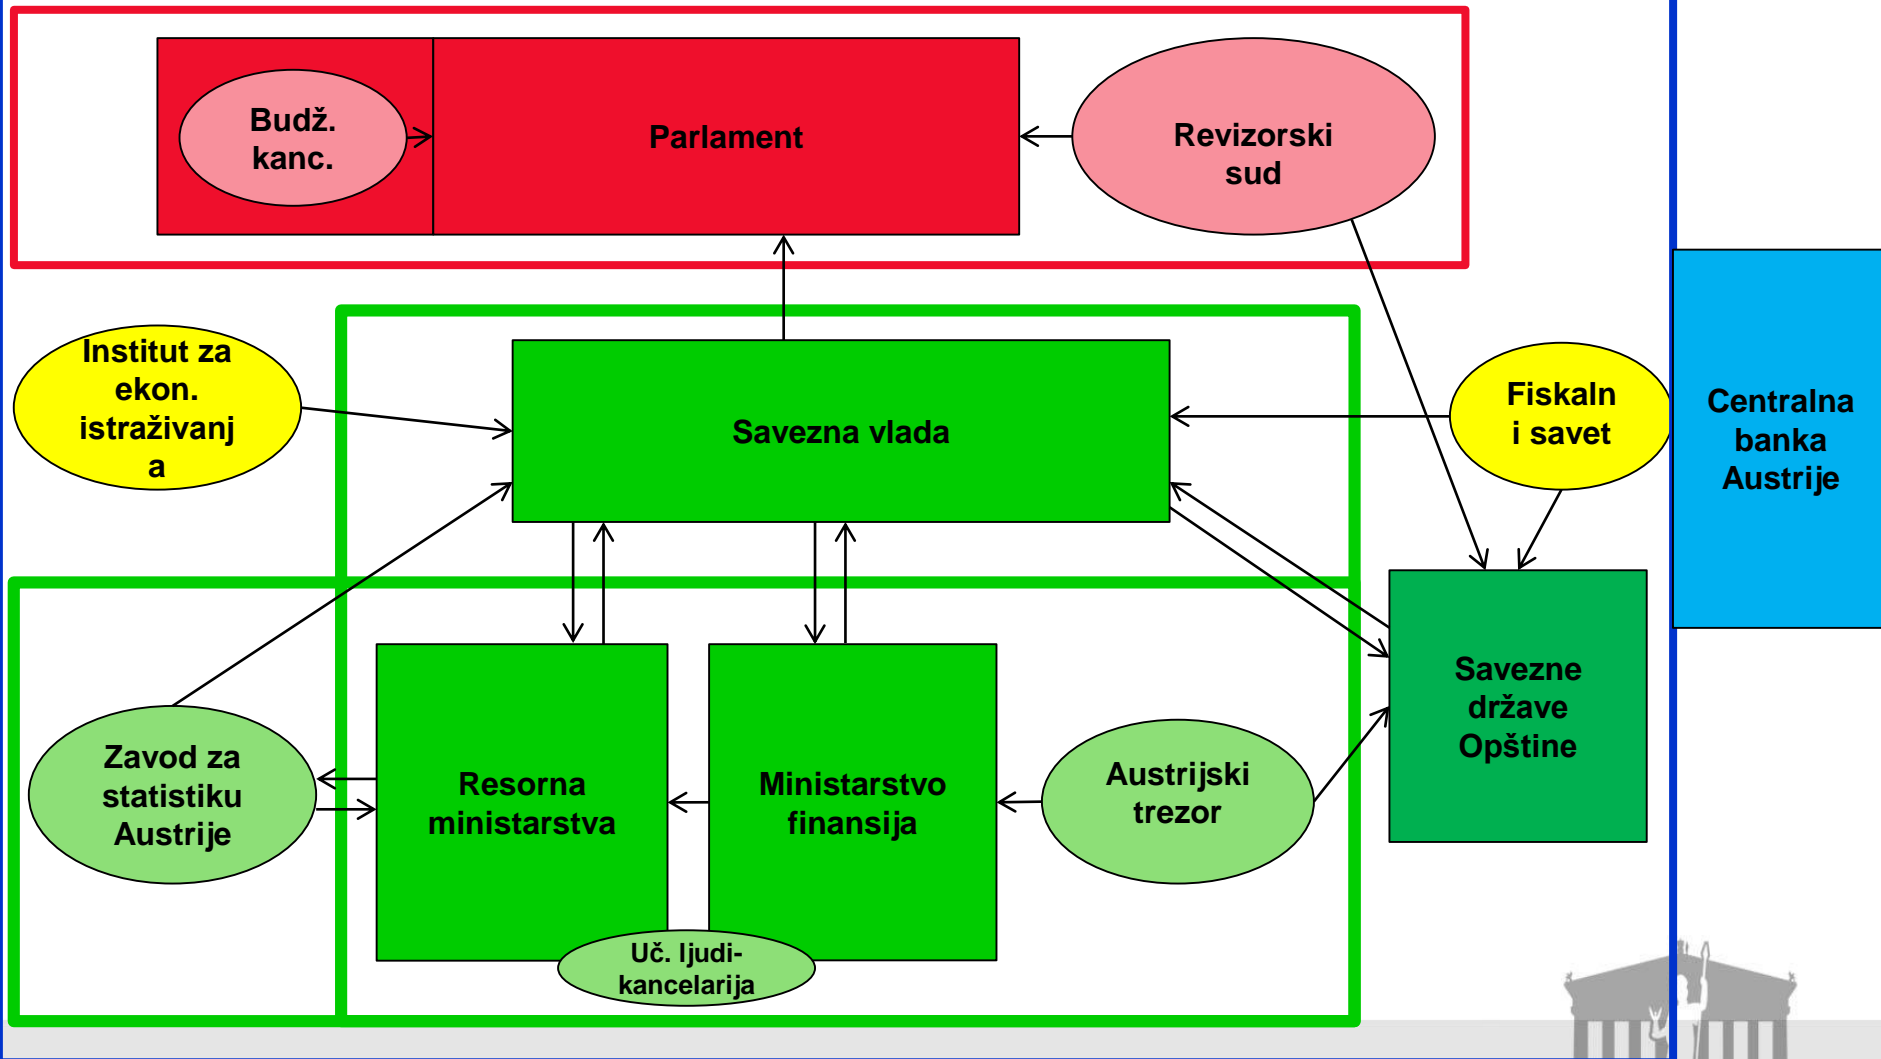 Budž.
kanc.
Parlament
Revizorski
sud
Institut za
ekon.
istraživanj
a
Savezna vlada
Fiskaln
i savet
Centralna
banka
Austrije
Zavod za
statistiku
Austrije
Resorna
ministarstva
Ministarstvo
finansija
Austrijski
trezor
Savezne
države
Opštine
Uč. ljudi-
kancelarija